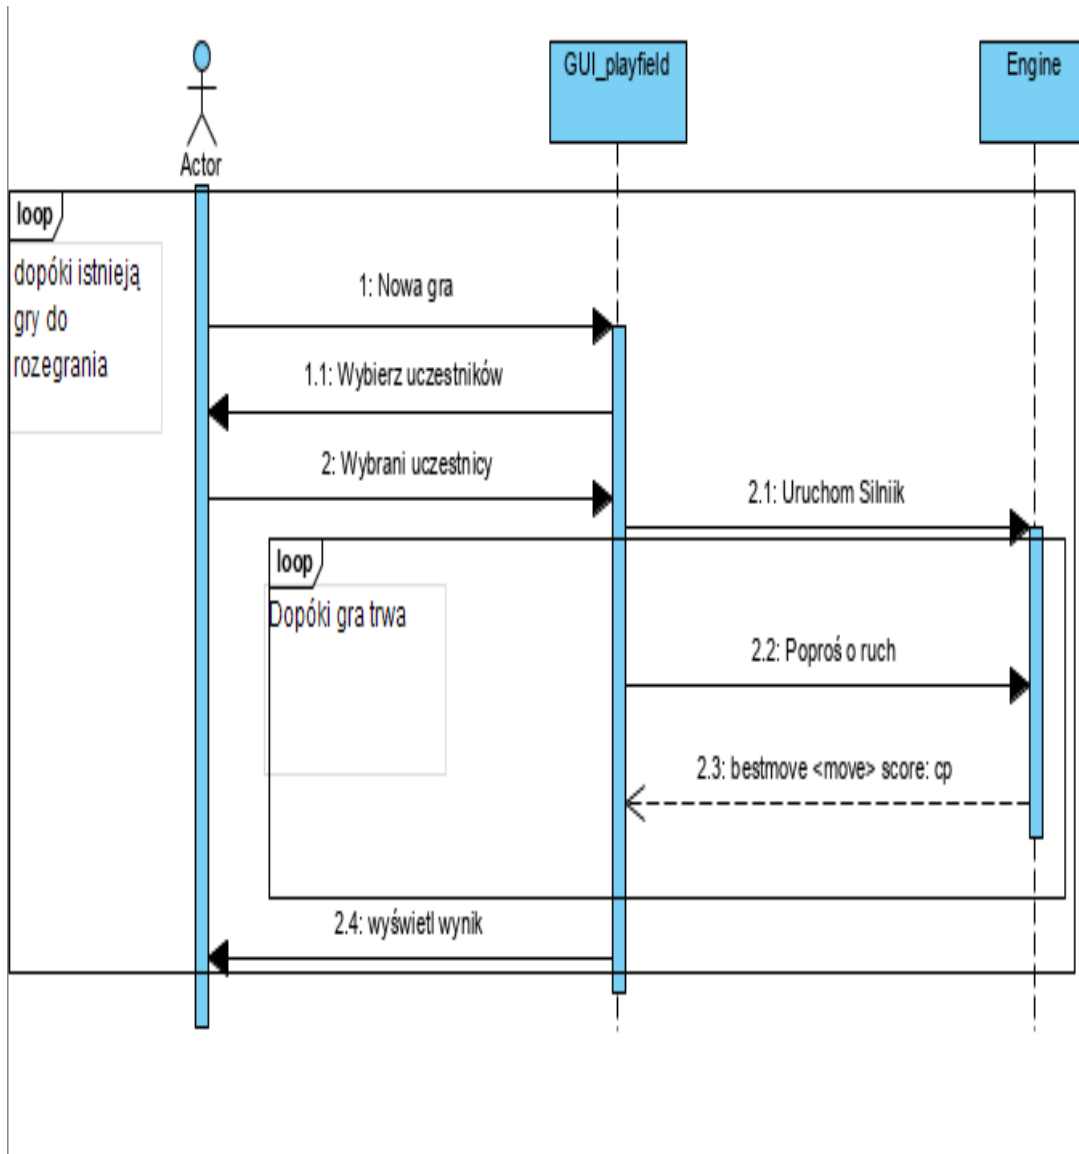 GUI_playfield
Engine
Actor
loop
dopóki istnieją
gry do
rozegrania
1: Nowa gra
1.1: Wybierz uczestników
2: Wybrani uczestnicy
2.1: Uruchom Silniik
loop
Dopóki gra trwa
2.2: Poproś o ruch
2.3: bestmove <move> score: cp
2.4: wyświetl wynik